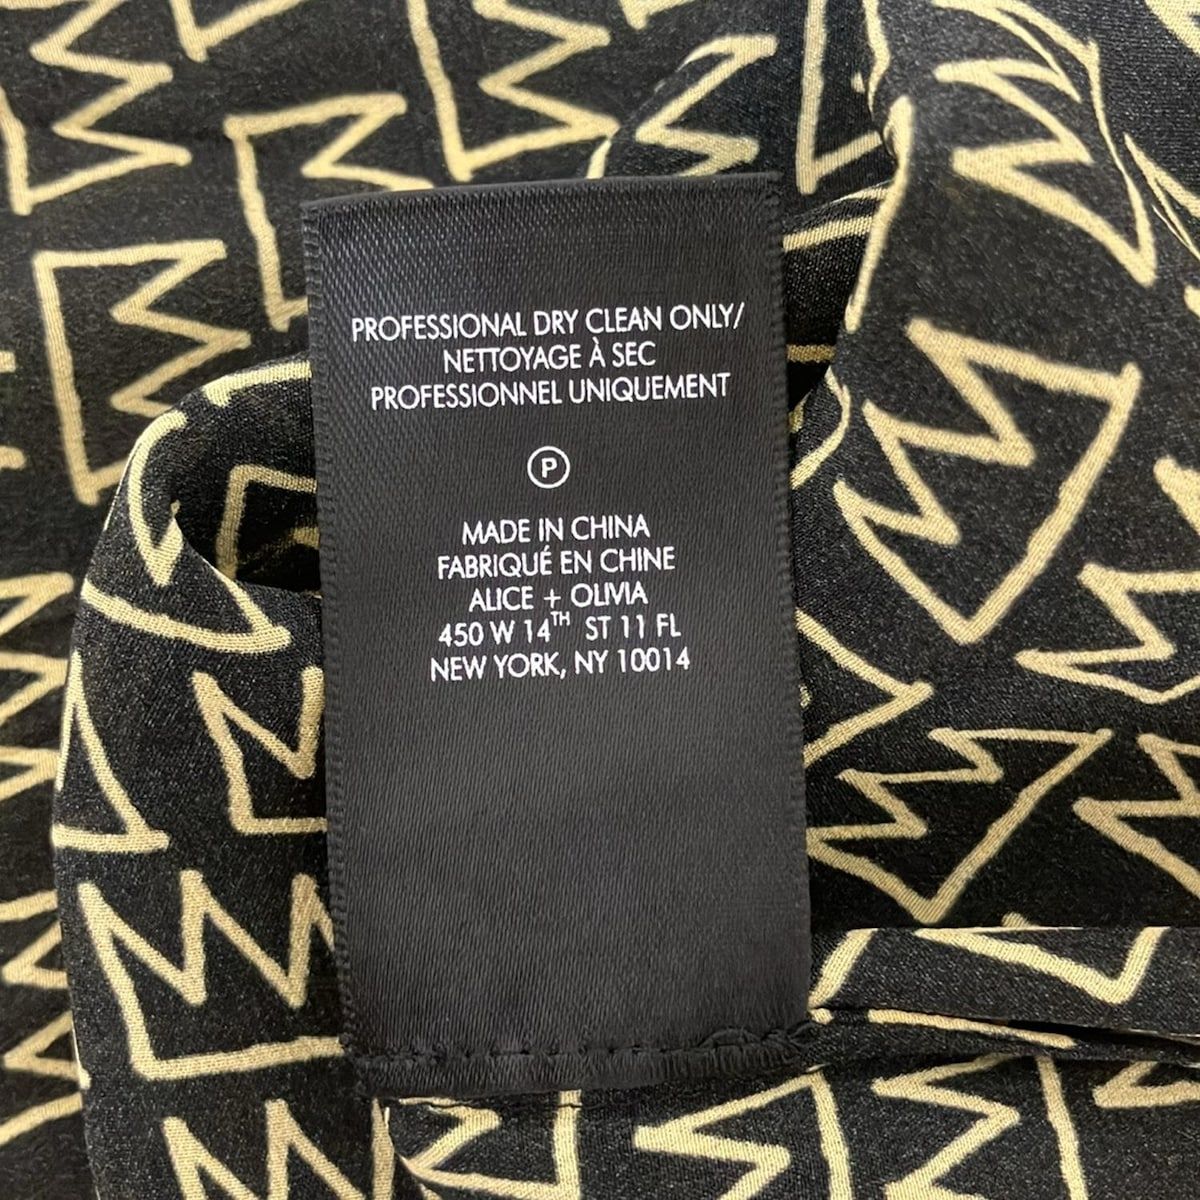 PROFESSIONAL DRY CLEAN ONLY/
NETTOYAGE À SEC
PROFESSIONNEL UNIQUEMENT
P
MADE IN CHINA
FABRIQUÉ EN CHINE
ALICE + OLIVIA
450 W 14TH ST 11 FL
NEW YORK, NY 10014